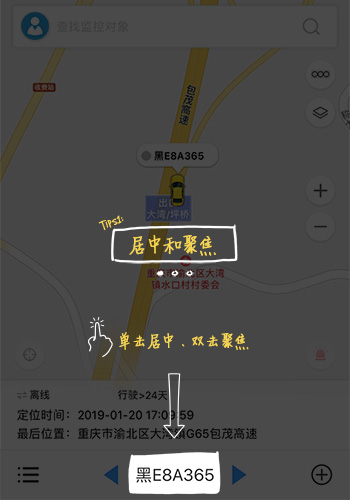 查找监控对象
收费站
包茂高速
黑E8A365
出口
大湾/坪桥
Tips1:
居中和聚焦
重庆市渝北区大湾
镇水口村村委会
单击居中、双击聚焦
离线 行驶>24天
定位时间：2019-01-20 17:09:59
最后位置：重庆市渝北区大湾镇G65包茂高速
黑E8A365